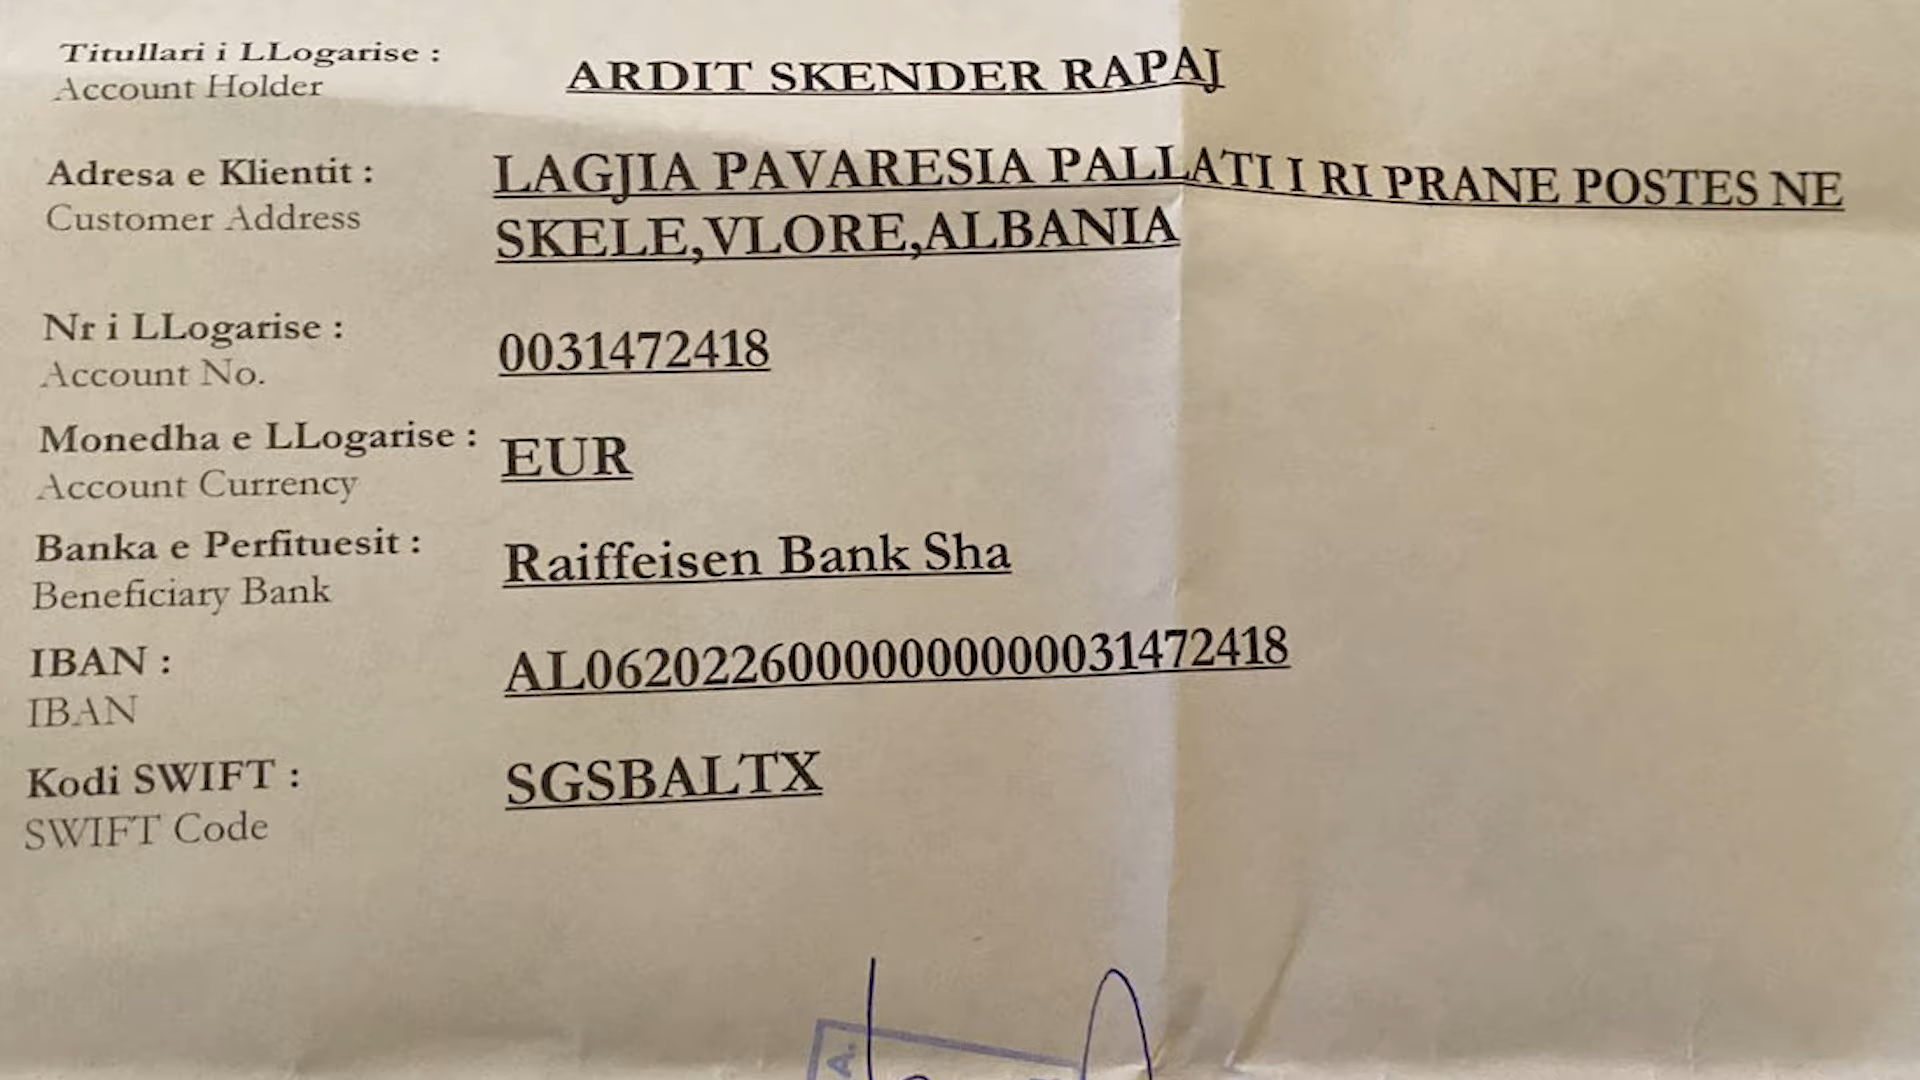 Titullari i LLogarise :
Account Holder
ARDIT SKENDER RAPAJ
Adresa e Klientit :
Customer Address
LAGJIA PAVARESIA PALLATI I RI PRANE POSTES NE
SKELE,VLORE,ALBANIA
Nr i LLogarise :
Account No.
0031472418
Monedha e LLogarise :
Account Currency
EUR
Banka e Perfituesit :
Beneficiary Bank
Raiffeisen Bank Sha
IBAN :
IBAN
AL06202260000000000031472418
Kodi SWIFT :
SWIFT Code
SGSBALTX
A.